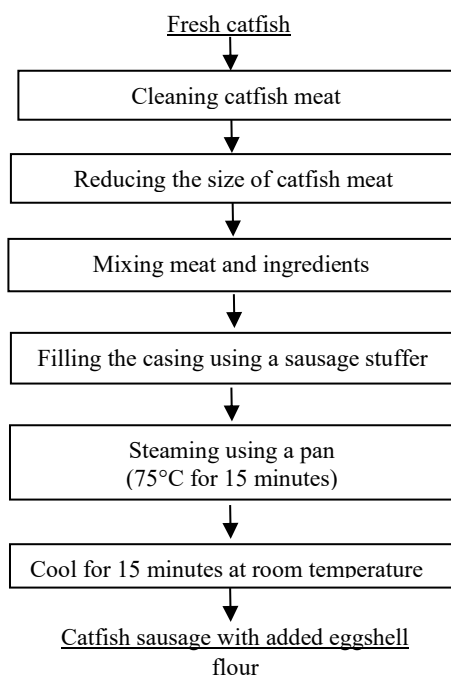 Fresh catfish
Cleaning catfish meat
Reducing the size of catfish meat
Mixing meat and ingredients
Filling the casing using a sausage stuffer
Steaming using a pan
(75°C for 15 minutes)
Cool for 15 minutes at room temperature
Catfish sausage with added eggshell
flour